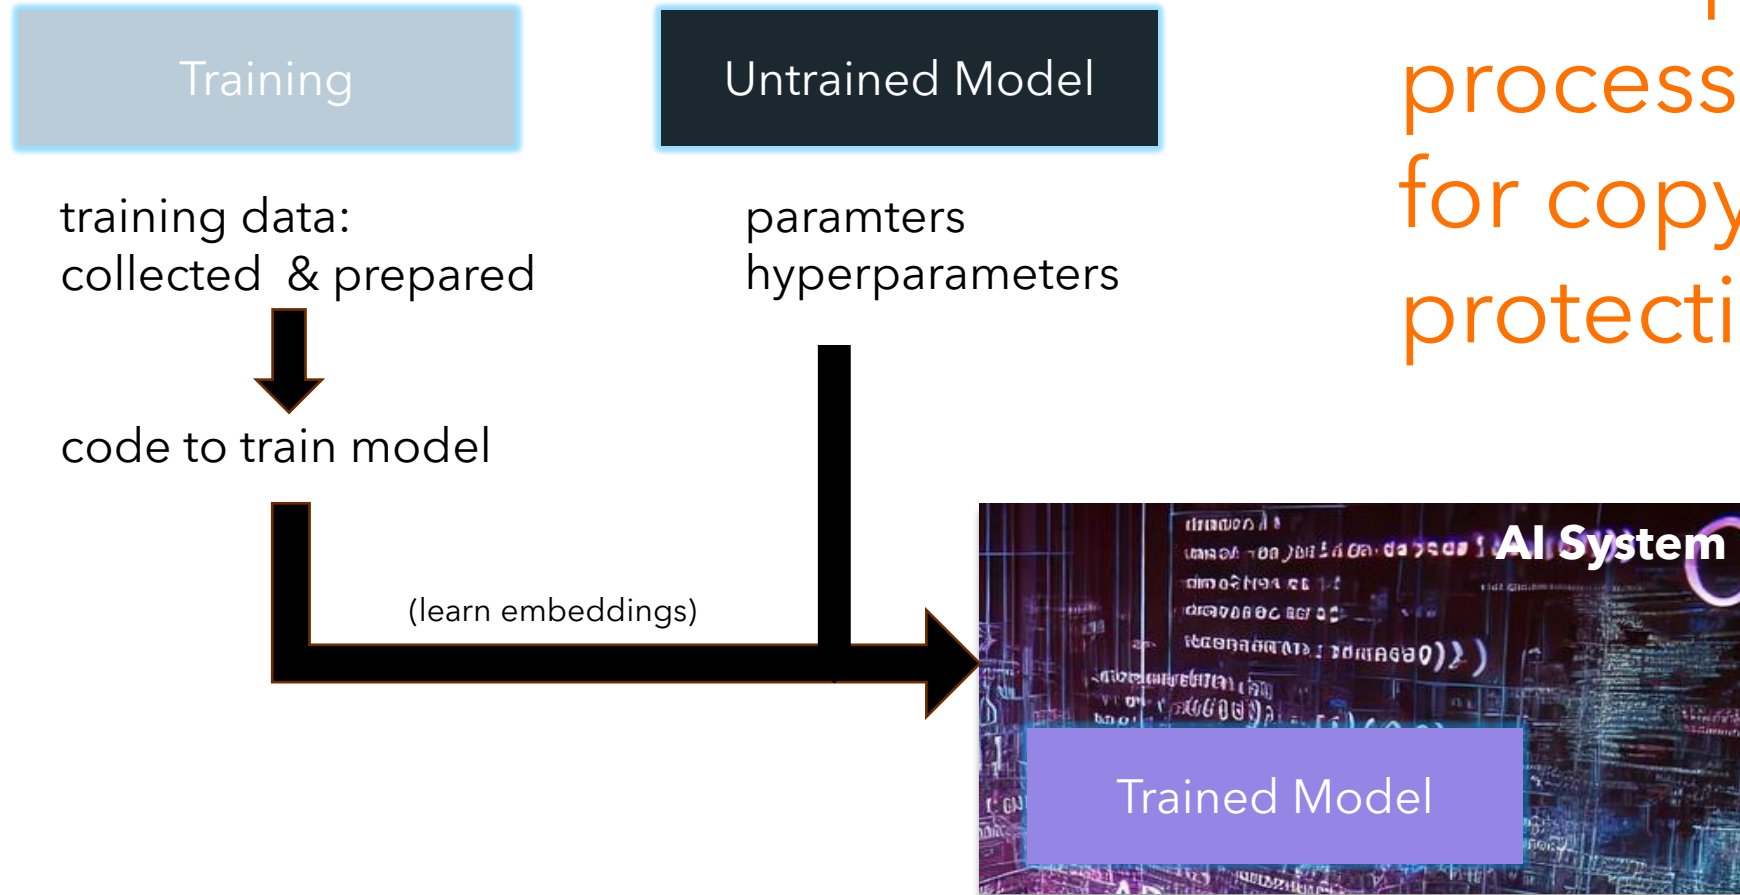 Training
Untrained Model
training data:
collected & prepared
paramters
hyperparameters
code to train model
(learn embeddings)
process
for copy
protecti
AI System
Trained Model